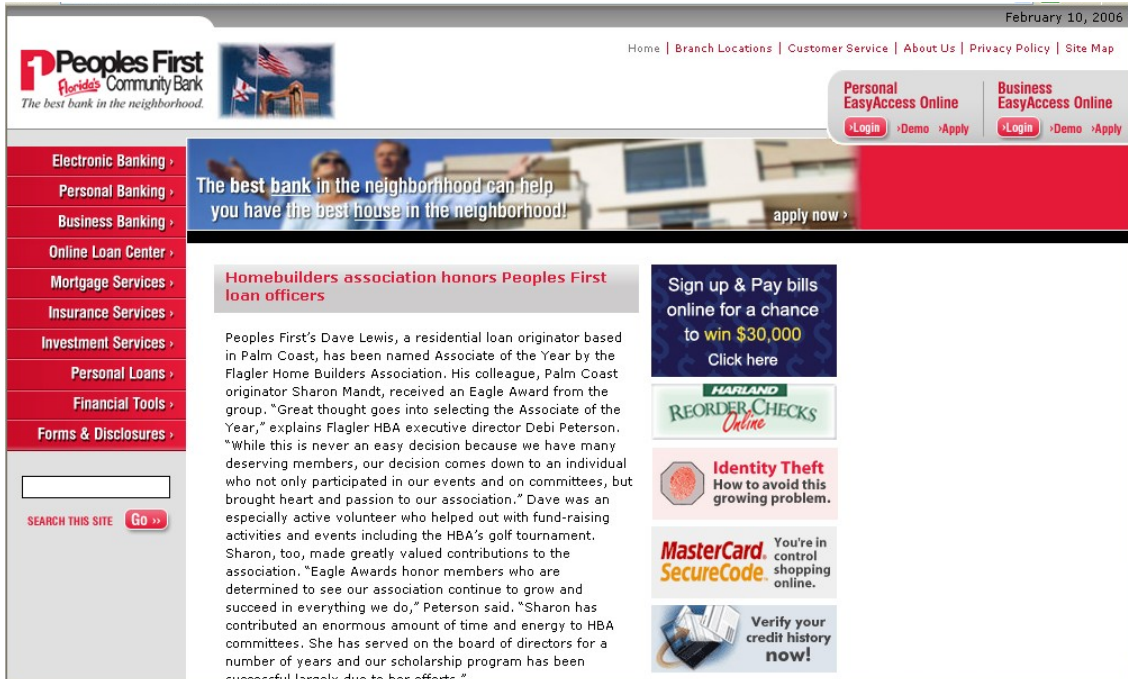 February 10, 2006
1 Peoples First
Florida's Community Bank
The best bank in the neighborhood.
Home | Branch Locations | Customer Service | About Us | Privacy Policy | Site Map
Personal
EasyAccess Online
›Login ›Demo ›Apply
Business
EasyAccess Online
›Login ›Demo ›Apply
Electronic Banking ›
Personal Banking ›
Business Banking ›
Online Loan Center ›
Mortgage Services ›
Insurance Services ›
Investment Services ›
Personal Loans ›
Financial Tools ›
Forms & Disclosures ›
SEARCH THIS SITE Go »
The best bank in the neighborhhood can help
you have the best house in the neighborhood!
apply now ›
Homebuilders association honors Peoples First
loan officers
Peoples First's Dave Lewis, a residential loan originator based
in Palm Coast, has been named Associate of the Year by the
Flagler Home Builders Association. His colleague, Palm Coast
originator Sharon Mandt, received an Eagle Award from the
group. "Great thought goes into selecting the Associate of the
Year," explains Flagler HBA executive director Debi Peterson.
"While this is never an easy decision because we have many
deserving members, our decision comes down to an individual
who not only participated in our events and on committees, but
brought heart and passion to our association." Dave was an
especially active volunteer who helped out with fund-raising
activities and events including the HBA's golf tournament.
Sharon, too, made greatly valued contributions to the
association. "Eagle Awards honor members who are
determined to see our association continue to grow and
succeed in everything we do," Peterson said. "Sharon has
contributed an enormous amount of time and energy to HBA
committees. She has served on the board of directors for a
number of years and our scholarship program has been
successful largely due to her efforts."
Sign up & Pay bills
online for a chance
to win $30,000
Click here
HARLAND
REORDER CHECKS
Online
Identity Theft
How to avoid this
growing problem.
MasterCard.
SecureCode.
You're in
control
shopping
online.
Verify your
credit history
now!